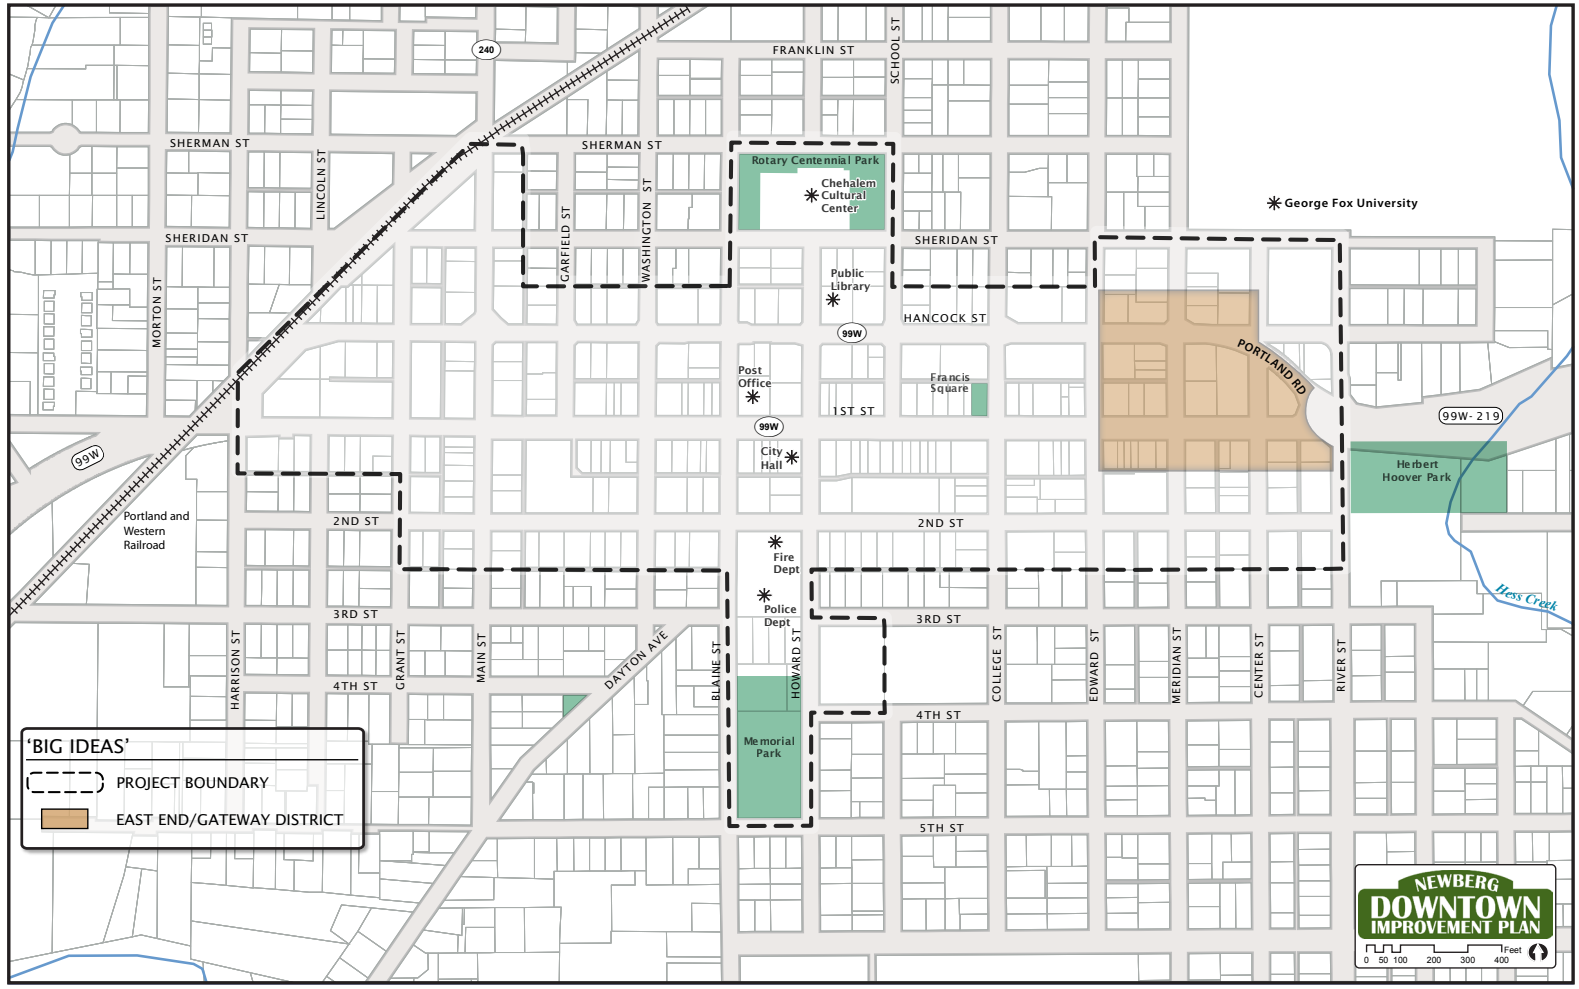 240
FRANKLIN ST
SCHOOL ST
SHERMAN ST
SHERMAN ST
LINCOLN ST
Rotary Centennial Park
Chehalem
Cultural
Center
George Fox University
GARFIELD ST
WASHINGTON ST
SHERIDAN ST
SHERIDAN ST
MORTON ST
Public
Library
HANCOCK ST
99W
PORTLAND RD
Post
Office
Francis
Square
1ST ST
99W
99W-219
99W
City
Hall
Herbert
Hoover Park
Portland and
Western
Railroad
2ND ST
2ND ST
Fire
Dept
Police
Dept
Hess Creek
3RD ST
3RD ST
HARRISON ST
GRANT ST
MAIN ST
DAYTON AVE
BLAINE ST
HOWARD ST
COLLEGE ST
EDWARD ST
MERIDIAN ST
CENTER ST
RIVER ST
4TH ST
4TH ST
Memorial
Park
5TH ST
‘BIG IDEAS’
PROJECT BOUNDARY
EAST END/GATEWAY DISTRICT
NEWBERG
DOWNTOWN
IMPROVEMENT PLAN
Feet
0 50 100 200 300 400